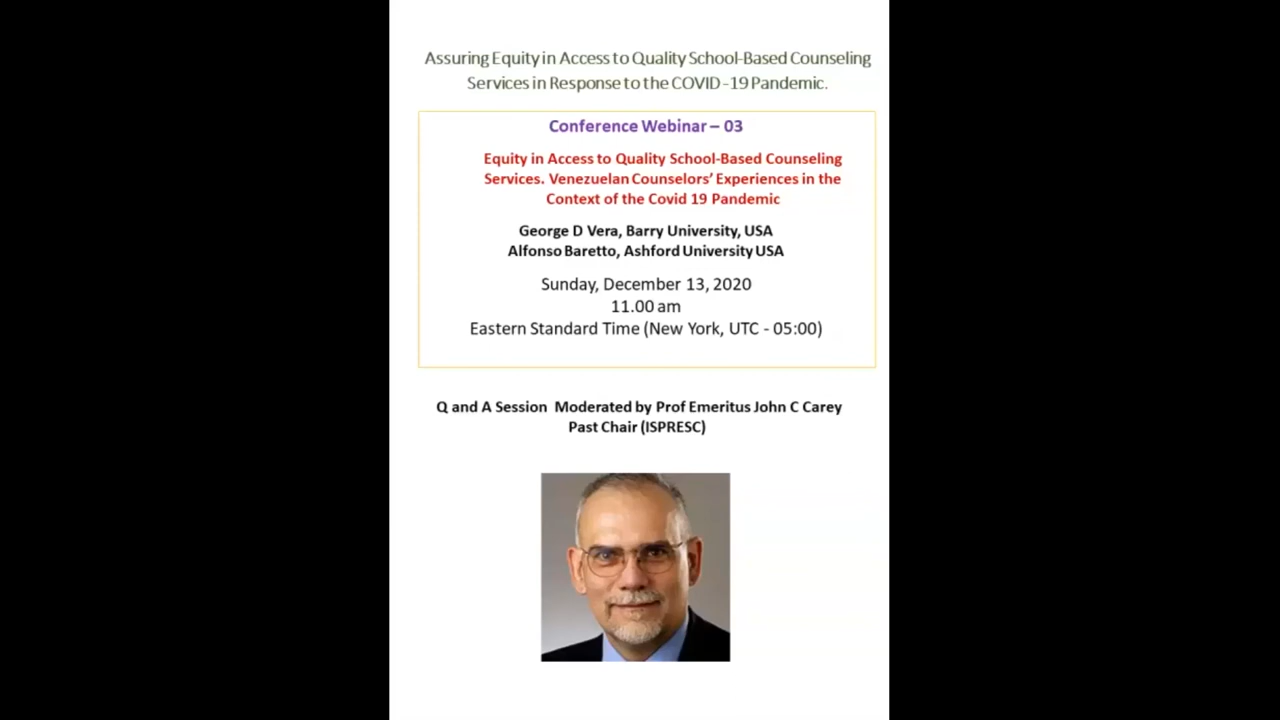 Assuring Equity in Access to Quality School-Based Counseling
Services in Response to the COVID-19 Pandemic.
Conference Webinar – 03
Equity in Access to Quality School-Based Counseling
Services. Venezuelan Counselors’ Experiences in the
Context of the Covid 19 Pandemic
George D Vera, Barry University, USA
Alfonso Baretto, Ashford University USA
Sunday, December 13, 2020
11.00 am
Eastern Standard Time (New York, UTC - 05:00)
Q and A Session Moderated by Prof Emeritus John C Carey
Past Chair (ISPRESC)